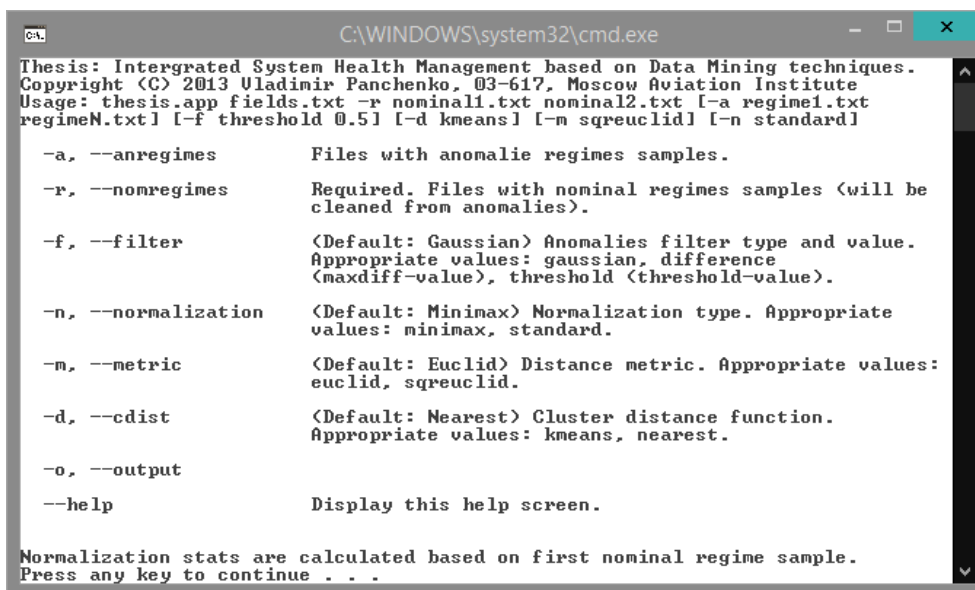 C:\WINDOWS\system32\cmd.exe
Thesis: Intergrated System Health Management based on Data Mining techniques.
Copyright (C) 2013 Vladimir Panchenko, 03-617, Moscow Aviation Institute
Usage: thesis.app fields.txt -r nominal1.txt nominal2.txt [-a regime1.txt
regimeN.txt] [-f threshold 0.5] [-d kmeans] [-m sqreuclid] [-n standard]
-a, --anregimes Files with anomalie regimes samples.
-r, --nomregimes Required. Files with nominal regimes samples (will be
cleaned from anomalies).
-f, --filter (Default: Gaussian) Anomalies filter type and value.
Appropriate values: gaussian, difference
(maxdiff-value), threshold (threshold-value).
-n, --normalization (Default: Minimax) Normalization type. Appropriate
values: minimax, standard.
-m, --metric (Default: Euclid) Distance metric. Appropriate values:
euclid, sqreuclid.
-d, --cdist (Default: Nearest) Cluster distance function.
Appropriate values: kmeans, nearest.
-o, --output
--help Display this help screen.
Normalization stats are calculated based on first nominal regime sample.
Press any key to continue . . .